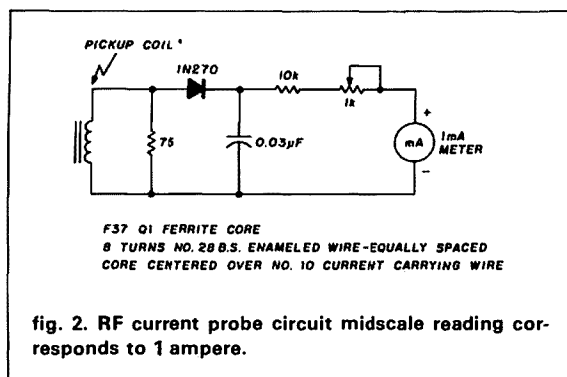 PICKUP COIL *
1N270
10k
1k
75
0.03µF
+
mA
1mA
METER
-
F37 Q1 FERRITE CORE
8 TURNS NO. 28 B.S. ENAMELED WIRE-EQUALLY SPACED
CORE CENTERED OVER NO. 10 CURRENT CARRYING WIRE
fig. 2. RF current probe circuit midscale reading cor-
responds to 1 ampere.